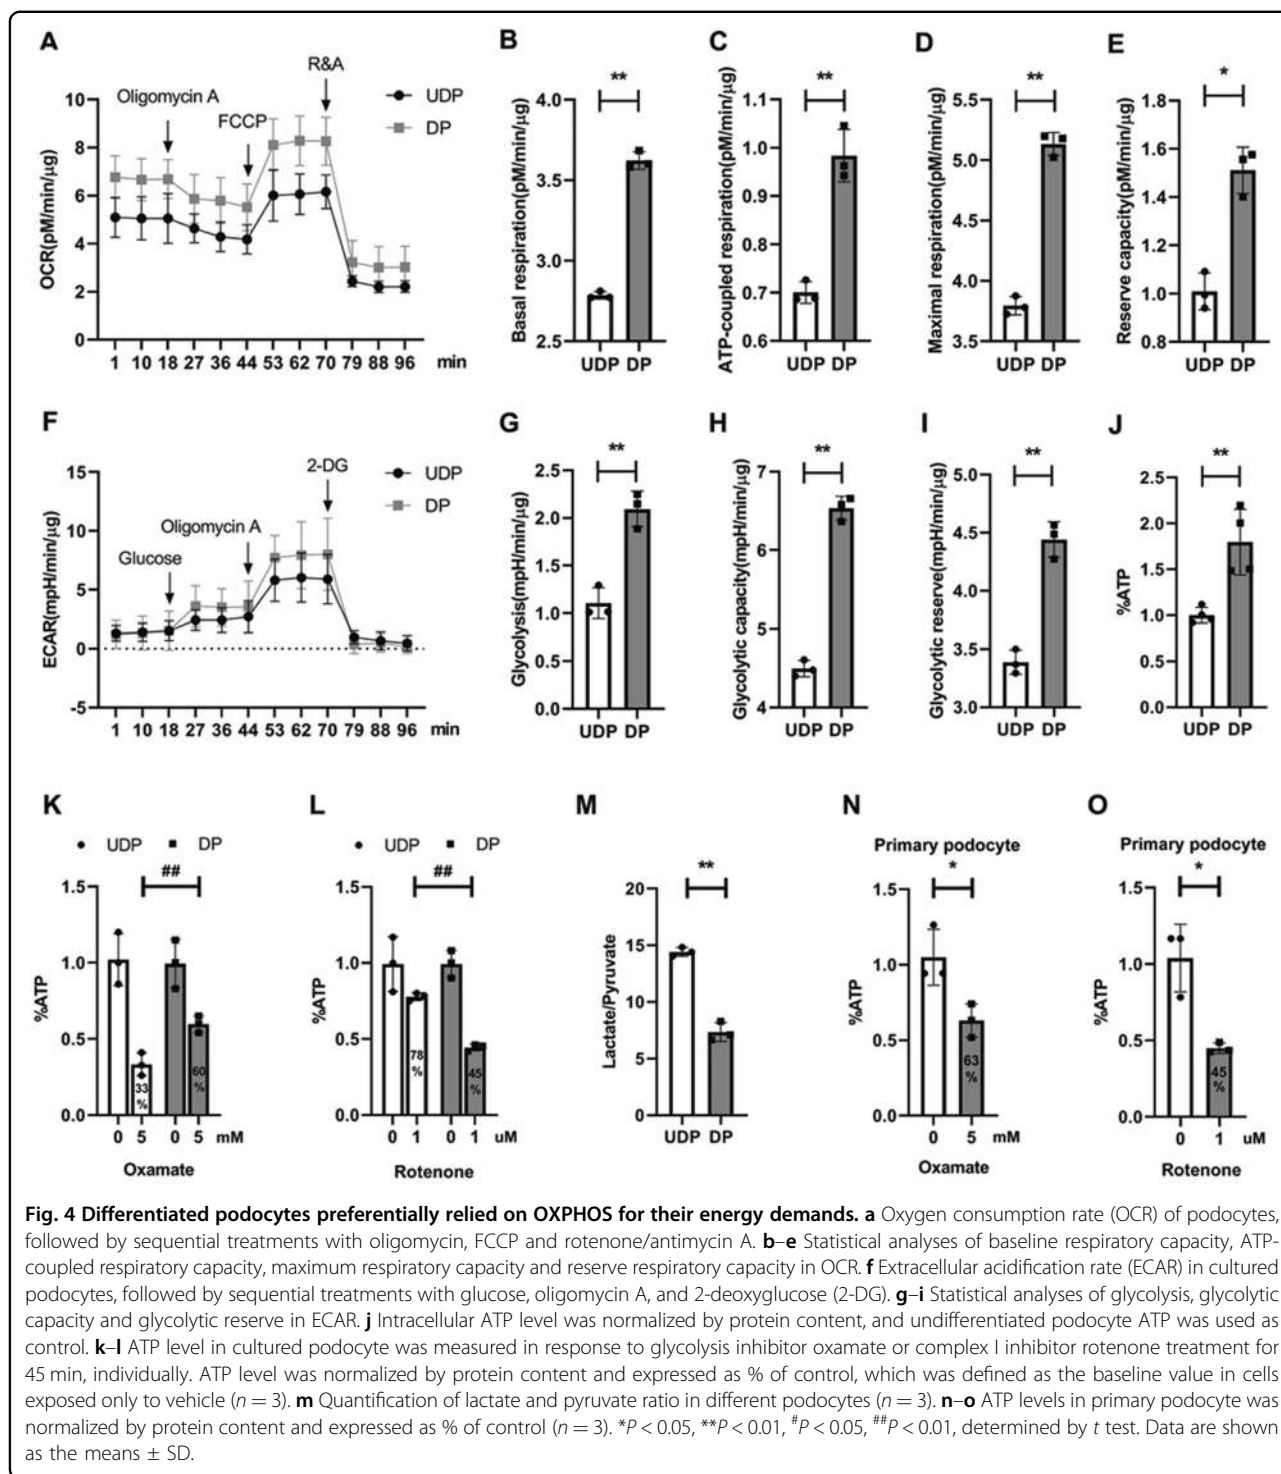 A
R&A
Oligomycin A
FCCP
UDP
DP
OCR(pM/min/μg)
10
8
6
4
2
0
1 10 18 27 36 44 53 62 70 79 88 96 min
B
**
Basal respiration(pM/min/μg)
4.0
3.5
3.0
2.5
UDP DP
C
**
ATP-coupled respiration(pM/min/μg)
1.1
1.0
0.9
0.8
0.7
0.6
UDP DP
D
**
Maximal respiration(pM/min/μg)
5.5
5.0
4.5
4.0
3.5
UDP DP
E
*
Reserve capacity(pM/min/μg)
1.8
1.6
1.4
1.2
1.0
0.8
UDP DP
F
2-DG
Oligomycin A
Glucose
UDP
DP
ECAR(mpH/min/μg)
15
10
5
0
-5
1 10 18 27 36 44 53 62 70 79 88 96 min
G
**
Glycolysis(mpH/min/μg)
2.5
2.0
1.5
1.0
0.5
0.0
UDP DP
H
**
Glycolytic capacity(mpH/min/μg)
7
6
5
4
UDP DP
I
**
Glycolytic reserve(mpH/min/μg)
5.0
4.5
4.0
3.5
3.0
UDP DP
J
**
%ATP
2.5
2.0
1.5
1.0
0.5
0.0
UDP DP
K
UDP DP
##
%ATP
1.5
1.0
0.5
0.0
33
%
60
%
0 5 0 5 mM
Oxamate
L
UDP DP
##
%ATP
1.5
1.0
0.5
0.0
78
%
45
%
0 1 0 1 uM
Rotenone
M
**
Lactate/Pyruvate
20
15
10
5
0
UDP DP
N
Primary podocyte
*
%ATP
1.5
1.0
0.5
0.0
63
%
0 5 mM
Oxamate
O
Primary podocyte
*
%ATP
1.5
1.0
0.5
0.0
45
%
0 1 uM
Rotenone
Fig. 4 Differentiated podocytes preferentially relied on OXPHOS for their energy demands. a Oxygen consumption rate (OCR) of podocytes,
followed by sequential treatments with oligomycin, FCCP and rotenone/antimycin A. b–e Statistical analyses of baseline respiratory capacity, ATP-
coupled respiratory capacity, maximum respiratory capacity and reserve respiratory capacity in OCR. f Extracellular acidification rate (ECAR) in cultured
podocytes, followed by sequential treatments with glucose, oligomycin A, and 2-deoxyglucose (2-DG). g–i Statistical analyses of glycolysis, glycolytic
capacity and glycolytic reserve in ECAR. j Intracellular ATP level was normalized by protein content, and undifferentiated podocyte ATP was used as
control. k–l ATP level in cultured podocyte was measured in response to glycolysis inhibitor oxamate or complex I inhibitor rotenone treatment for
45 min, individually. ATP level was normalized by protein content and expressed as % of control, which was defined as the baseline value in cells
exposed only to vehicle (n = 3). m Quantification of lactate and pyruvate ratio in different podocytes (n = 3). n–o ATP levels in primary podocyte was
normalized by protein content and expressed as % of control (n = 3). *P < 0.05, **P < 0.01, #P < 0.05, ##P < 0.01, determined by t test. Data are shown
as the means ± SD.